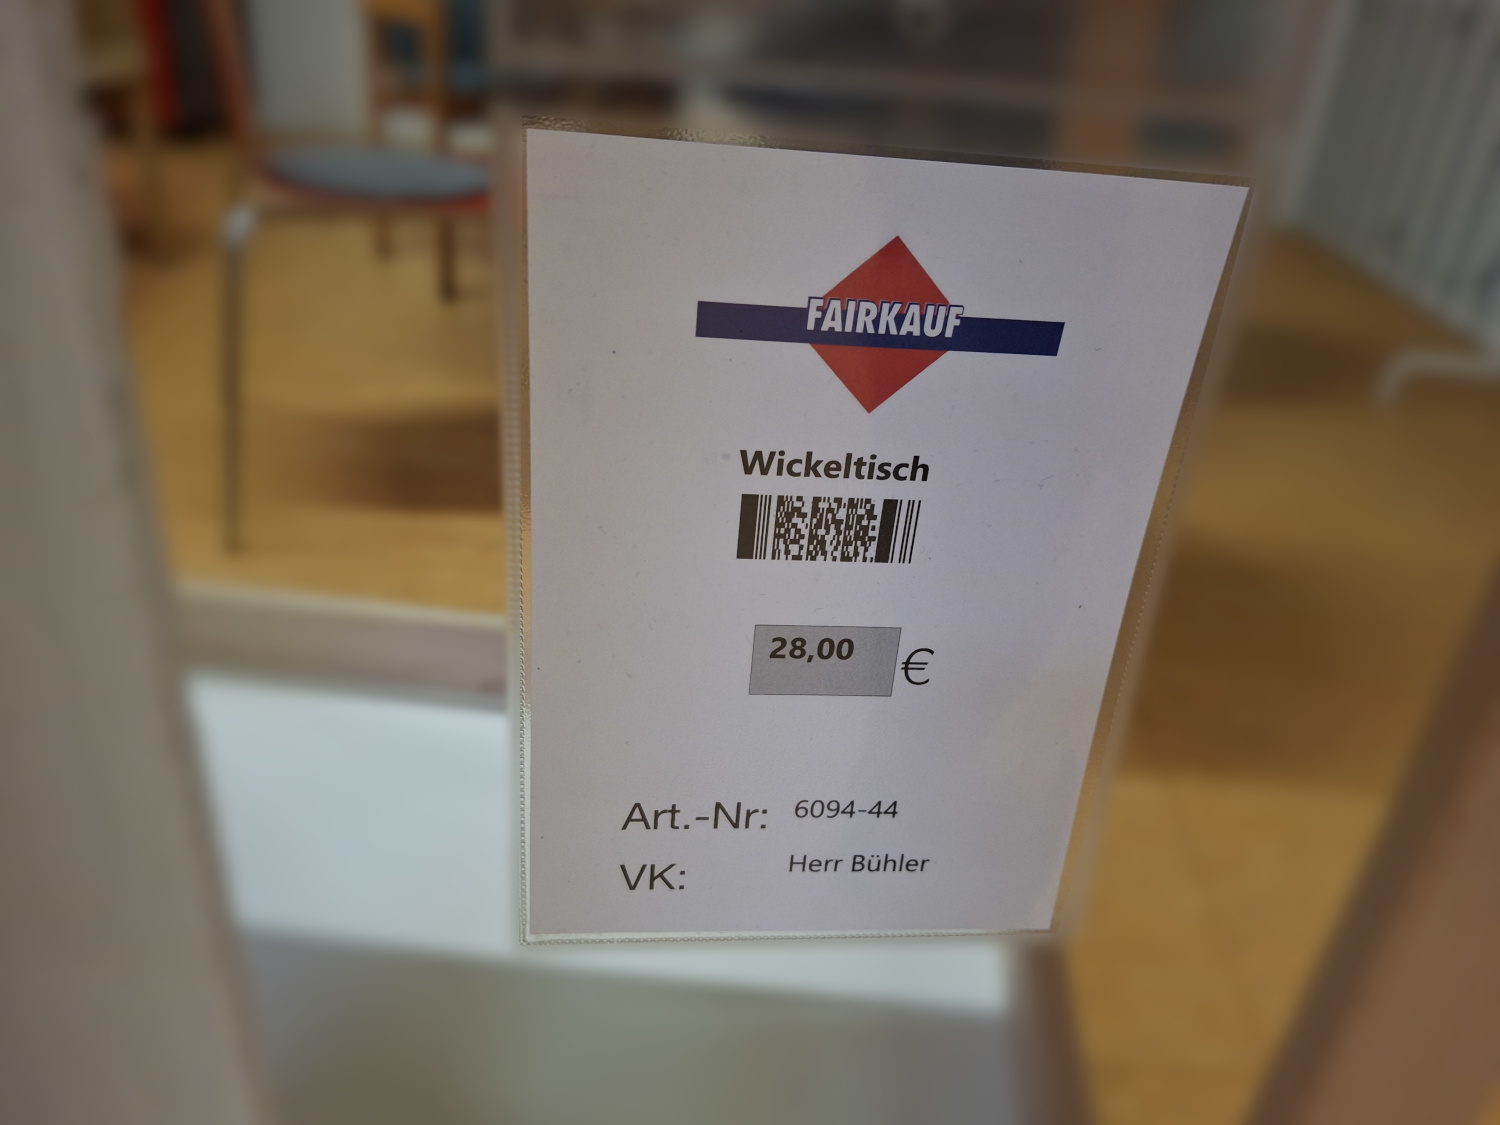 FAIRKAUF
Wickeltisch
28,00 €
Art.-Nr: 6094-44
VK: Herr Bühler